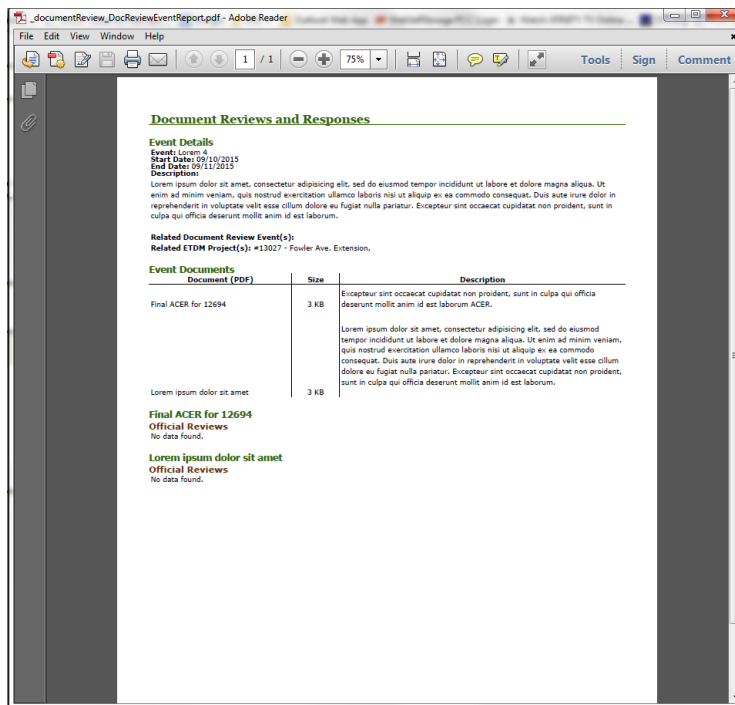 _documentReview_DocReviewEventReport.pdf - Adobe Reader
File Edit View Window Help
1 / 1 75% Tools Sign Comment
Document Reviews and Responses
Event Details
Event: Lorem 4
Start Date: 09/10/2015
End Date: 09/11/2015
Description:
Lorem ipsum dolor sit amet, consectetur adipisicing elit, sed do eiusmod tempor incididunt ut labore et dolore magna aliqua. Ut
enim ad minim veniam, quis nostrud exercitation ullamco laboris nisi ut aliquip ex ea commodo consequat. Duis aute irure dolor in
reprehenderit in voluptate velit esse cillum dolore eu fugiat nulla pariatur. Excepteur sint occaecat cupidatat non proident, sunt in
culpa qui officia deserunt mollit anim id est laborum.
Related Document Review Event(s):
Related ETDM Project(s): #13027 - Fowler Ave. Extension,
Event Documents
Document (PDF) Size Description
Excepteur sint occaecat cupidatat non proident, sunt in culpa qui officia
Final ACER for 12694 3 KB deserunt mollit anim id est laborum ACER.
Lorem ipsum dolor sit amet, consectetur adipisicing elit, sed do eiusmod
tempor incididunt ut labore et dolore magna aliqua. Ut enim ad minim veniam,
quis nostrud exercitation ullamco laboris nisi ut aliquip ex ea commodo
consequat. Duis aute irure dolor in reprehenderit in voluptate velit esse cillum
dolore eu fugiat nulla pariatur. Excepteur sint occaecat cupidatat non proident,
sunt in culpa qui officia deserunt mollit anim id est laborum.
Lorem ipsum dolor sit amet 3 KB
Final ACER for 12694
Official Reviews
No data found.
Lorem ipsum dolor sit amet
Official Reviews
No data found.